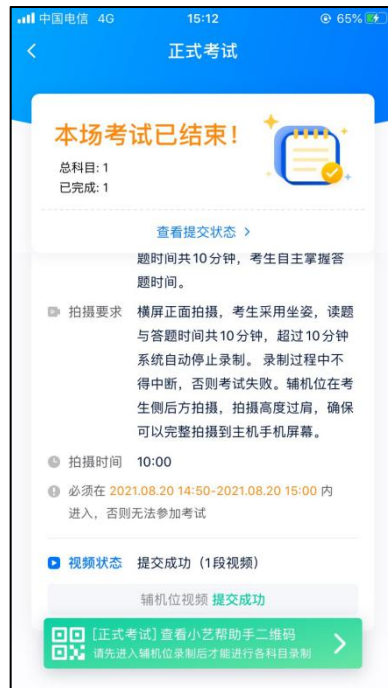 中国电信 4G 15:12 65%
正式考试
本场考试已结束!
总科目: 1
已完成: 1
查看提交状态 >
题时间共10分钟，考生自主掌握答
题时间。
拍摄要求 横屏正面拍摄，考生采用坐姿，读题
与答题时间共10分钟，超过10分钟
系统自动停止录制。 录制过程中不
得中断，否则考试失败。辅机位在考
生侧后方拍摄，拍摄高度过肩，确保
可以完整拍摄到主机手机屏幕。
拍摄时间 10:00
必须在 2021.08.20 14:50-2021.08.20 15:00 内
进入，否则无法参加考试
视频状态 提交成功（1段视频）
辅机位视频 提交成功
[正式考试] 查看小艺帮助手二维码
请先进入辅机位录制后才能进行各科目录制